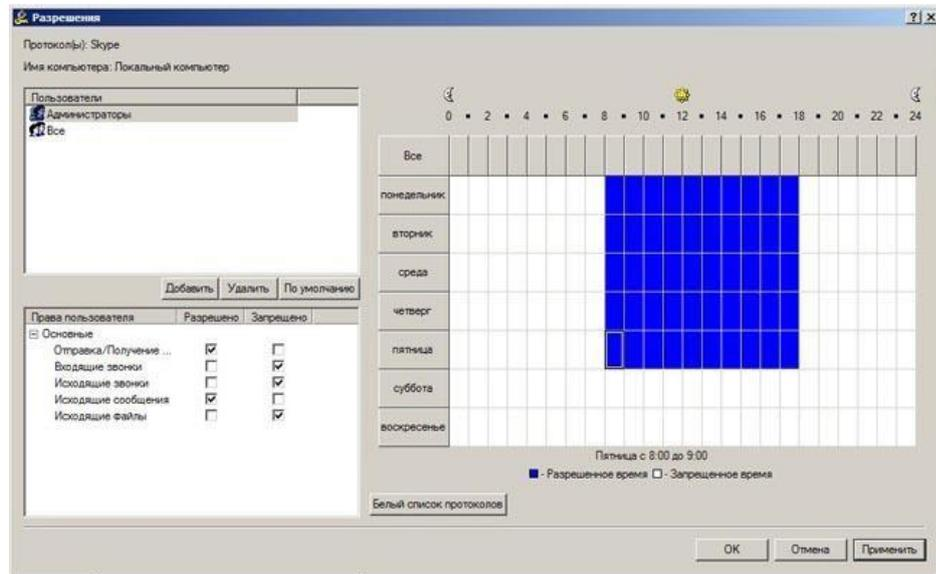 Разрешения
Протокол(ы): Skype
Имя компьютера: Локальный компьютер
Пользователи
Администраторы
Все
Добавить Удалить По умолчанию
Права пользователя Разрешено Запрещено
Основные
Отправка/Получение ...
Входящие звонки
Исходящие звонки
Исходящие сообщения
Исходящие файлы
0 • 2 • 4 • 6 • 8 • 10 • 12 • 14 • 16 • 18 • 20 • 22 • 24
Все
понедельник
вторник
среда
четверг
пятница
суббота
воскресенье
Пятница с 8:00 до 9:00
- Разрешенное время - Запрещенное время
Белый список протоколов
OK Отмена Применить